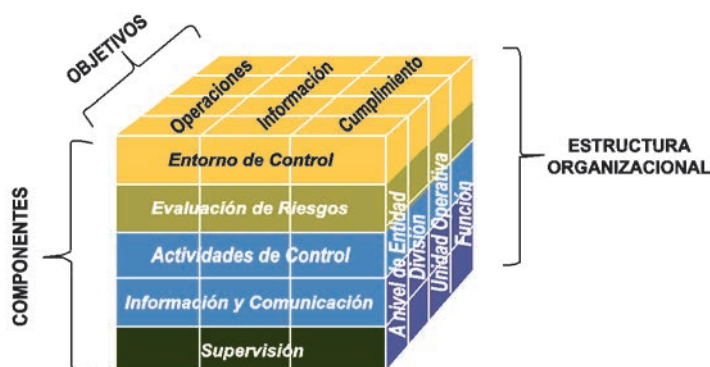 OBJETIVOS
Operaciones
Información
Cumplimiento
COMPONENTES
Entorno de Control
Evaluación de Riesgos
Actividades de Control
Información y Comunicación
Supervisión
A nivel de Entidad
División
Unidad Operativa
Función
ESTRUCTURA
ORGANIZACIONAL